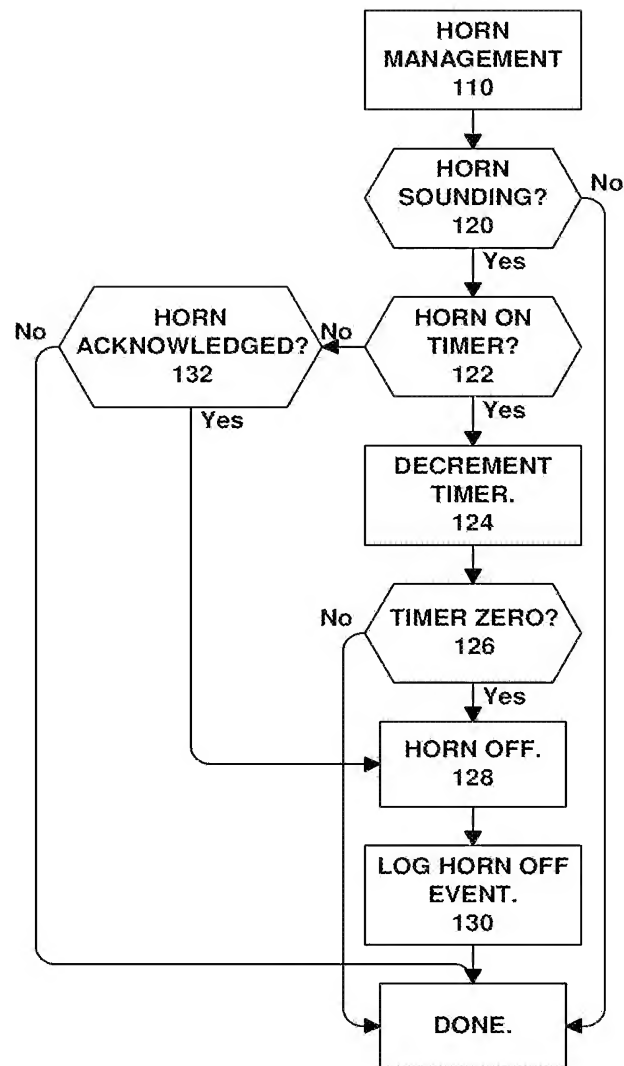 HORN
MANAGEMENT
110
HORN
SOUNDING?
120
No
Yes
HORN ON
TIMER?
122
No
HORN
ACKNOWLEDGED?
132
No
Yes
Yes
DECREMENT
TIMER.
124
TIMER ZERO?
126
No
Yes
HORN OFF.
128
LOG HORN OFF
EVENT.
130
DONE.